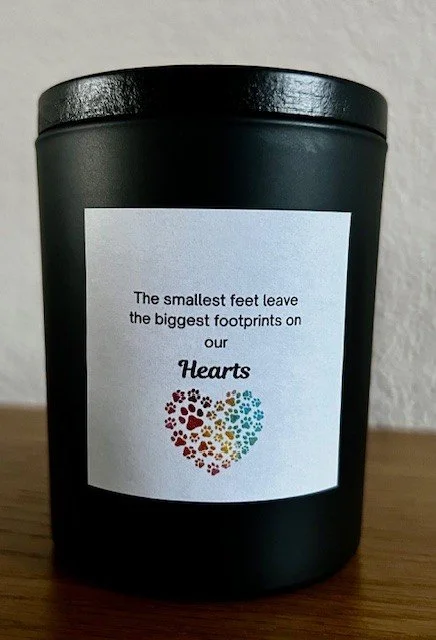 The smallest feet leave
the biggest footprints on
our
Hearts